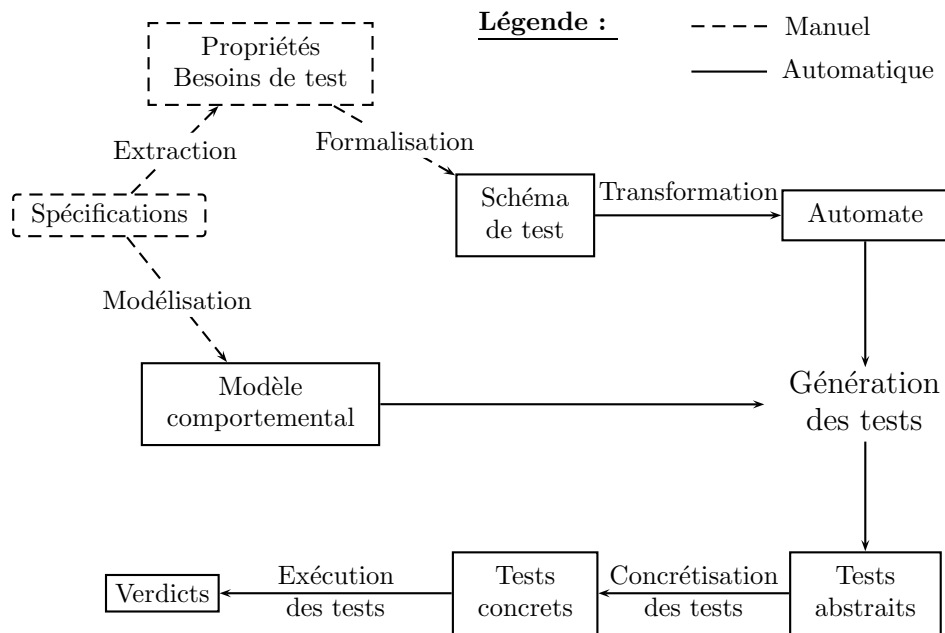 Propriétés
Besoins de test
Légende :
Manuel
Automatique
Extraction
Formalisation
Spécifications
Schéma
de test
Transformation
Automate
Modélisation
Modèle
comportemental
Génération
des tests
Verdicts
Exécution
des tests
Tests
concrets
Concrétisation
des tests
Tests
abstraits